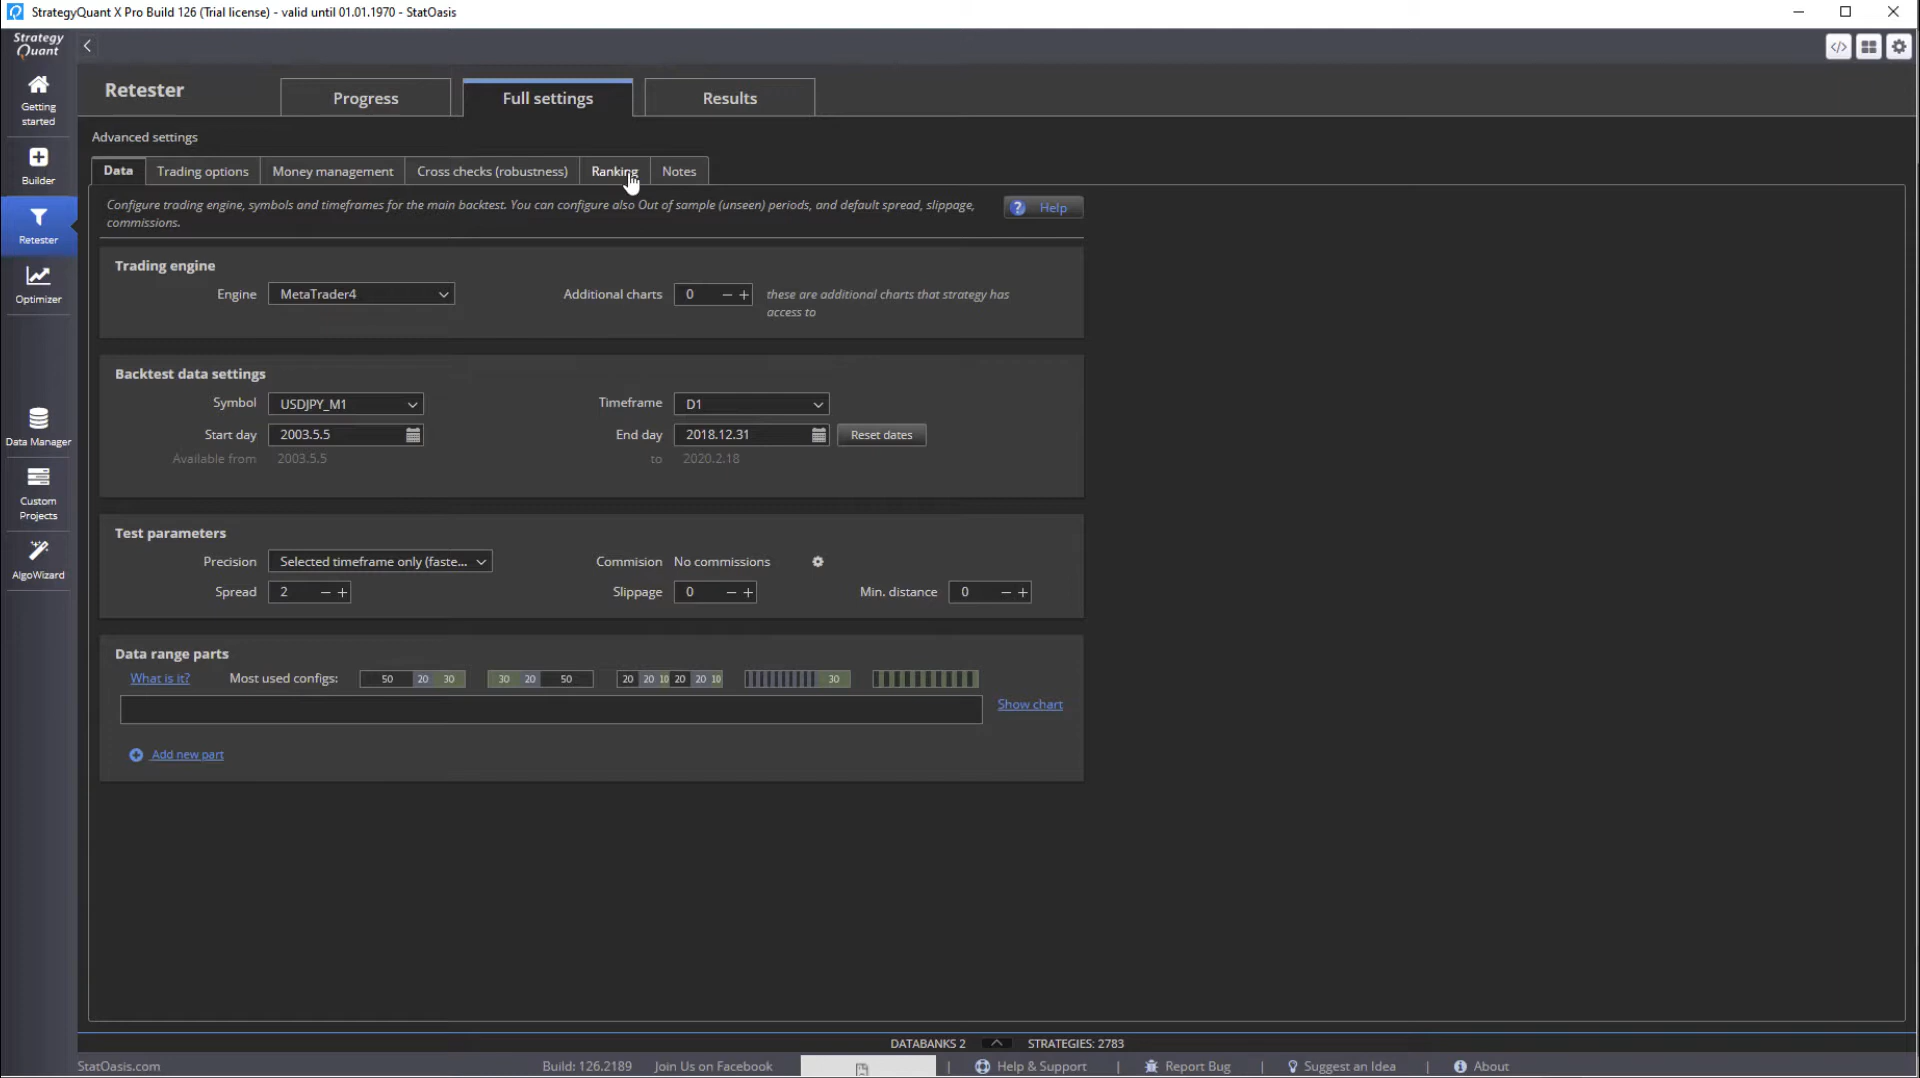 StrategyQuant X Pro Build 126 (Trial license) - valid until 01.01.1970 - StatOasis
Strategy
Quant
Getting
started
Builder
Retester
Optimizer
Data Manager
Custom
Projects
AlgoWizard
Retester
Progress
Full settings
Results
Advanced settings
Data
Trading options
Money management
Cross checks (robustness)
Ranking
Notes
Configure trading engine, symbols and timeframes for the main backtest. You can configure also Out of sample (unseen) periods, and default spread, slippage,
commissions.
? Help
Trading engine
Engine MetaTrader4
Additional charts 0 - +
these are additional charts that strategy has
access to
Backtest data settings
Symbol USDJPY_M1
Timeframe D1
Start day 2003.5.5
End day 2018.12.31 Reset dates
Available from 2003.5.5
to 2020.2.18
Test parameters
Precision Selected timeframe only (faste...
Commision No commissions
Spread 2 - +
Slippage 0 - +
Min. distance 0 - +
Data range parts
What is it? Most used configs: 50 20 30 30 20 50 20 20 10 20 20 10 30
Show chart
Add new part
DATABANKS 2 STRATEGIES: 2783
StatOasis.com Build: 126.2189 Join Us on Facebook | Help & Support | Report Bug | Suggest an Idea | About